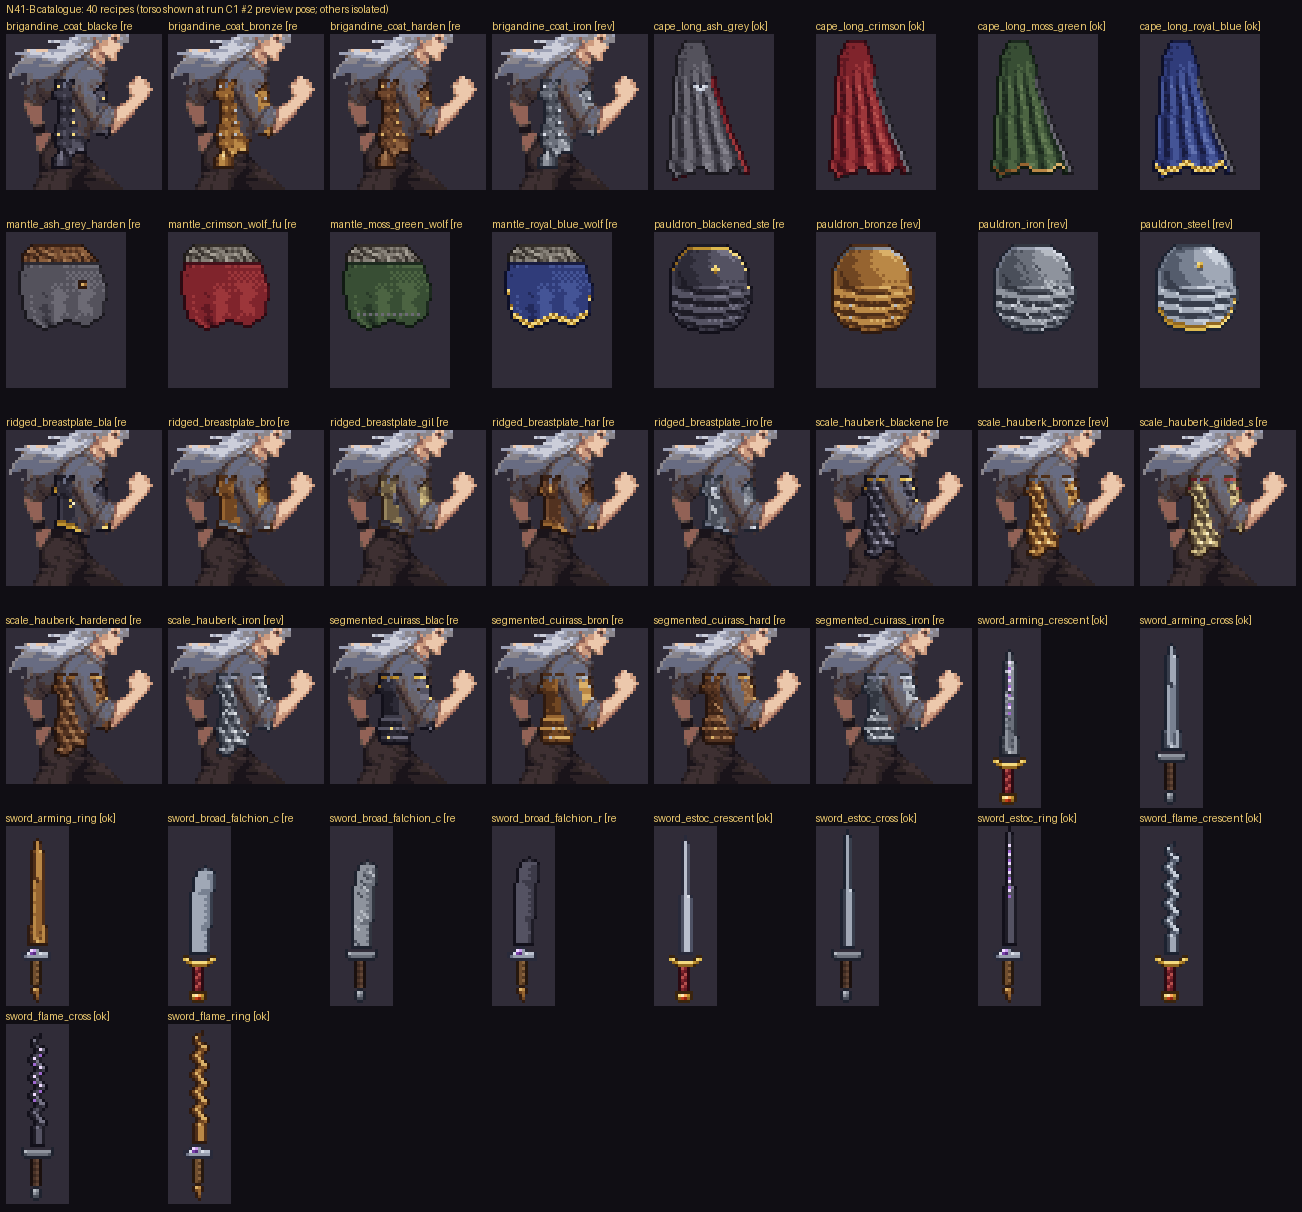 N41-B catalogue: 40 recipes (torso shown at run C1 #2 preview pose; others isolated)
brigandine_coat_blacke [re
brigandine_coat_bronze [re
brigandine_coat_harden [re
brigandine_coat_iron [rev]
cape_long_ash_grey [ok]
cape_long_crimson [ok]
cape_long_moss_green [ok]
cape_long_royal_blue [ok]
mantle_ash_grey_harden [re
mantle_crimson_wolf_fu [re
mantle_moss_green_wolf [re
mantle_royal_blue_wolf [re
pauldron_blackened_ste [re
pauldron_bronze [rev]
pauldron_iron [rev]
pauldron_steel [rev]
ridged_breastplate_bla [re
ridged_breastplate_bro [re
ridged_breastplate_gil [re
ridged_breastplate_har [re
ridged_breastplate_iro [re
scale_hauberk_blackene [re
scale_hauberk_bronze [rev]
scale_hauberk_gilded_s [re
scale_hauberk_hardened [re
scale_hauberk_iron [rev]
segmented_cuirass_blac [re
segmented_cuirass_bron [re
segmented_cuirass_hard [re
segmented_cuirass_iron [re
sword_arming_crescent [ok]
sword_arming_cross [ok]
sword_arming_ring [ok]
sword_broad_falchion_c [re
sword_broad_falchion_c [re
sword_broad_falchion_r [re
sword_estoc_crescent [ok]
sword_estoc_cross [ok]
sword_estoc_ring [ok]
sword_flame_crescent [ok]
sword_flame_cross [ok]
sword_flame_ring [ok]